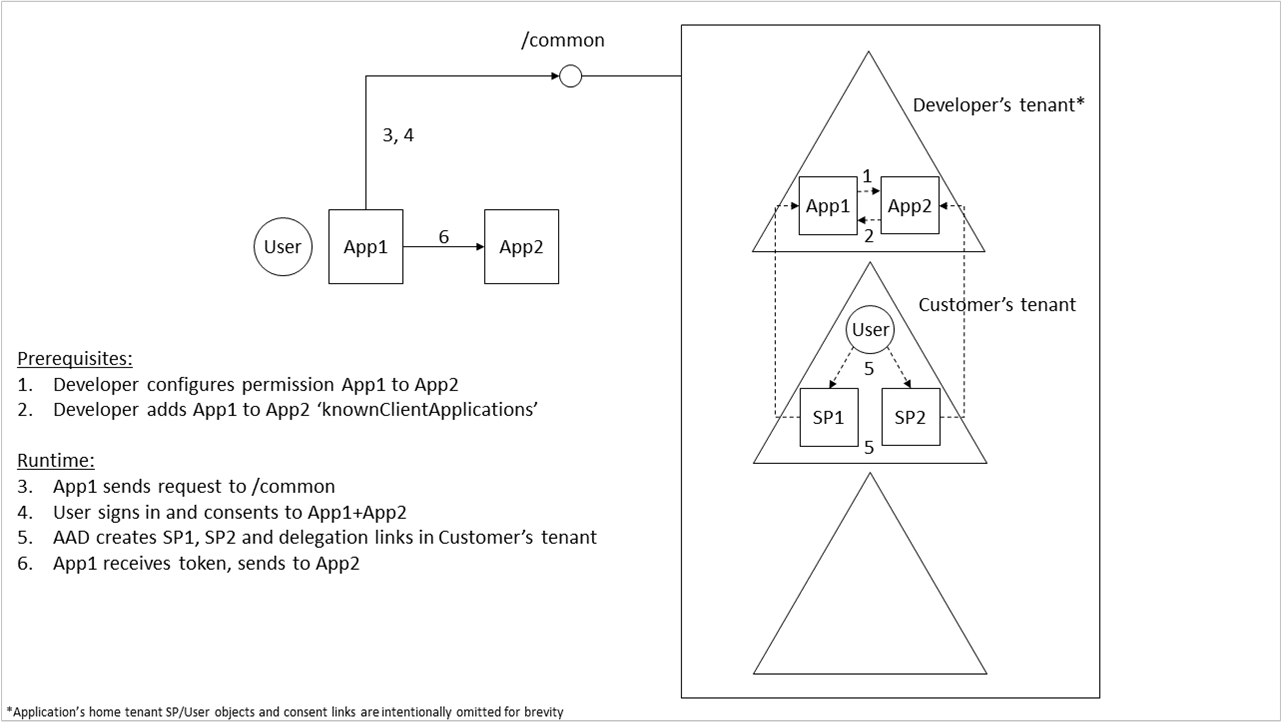 /common
Developer's tenant*
3, 4
1
App1
App2
2
User
App1
6
App2
Customer's tenant
User
5
SP1
SP2
5
Prerequisites:
1. Developer configures permission App1 to App2
2. Developer adds App1 to App2 ‘knownClientApplications’
Runtime:
3. App1 sends request to /common
4. User signs in and consents to App1+App2
5. AAD creates SP1, SP2 and delegation links in Customer’s tenant
6. App1 receives token, sends to App2
*Application’s home tenant SP/User objects and consent links are intentionally omitted for brevity